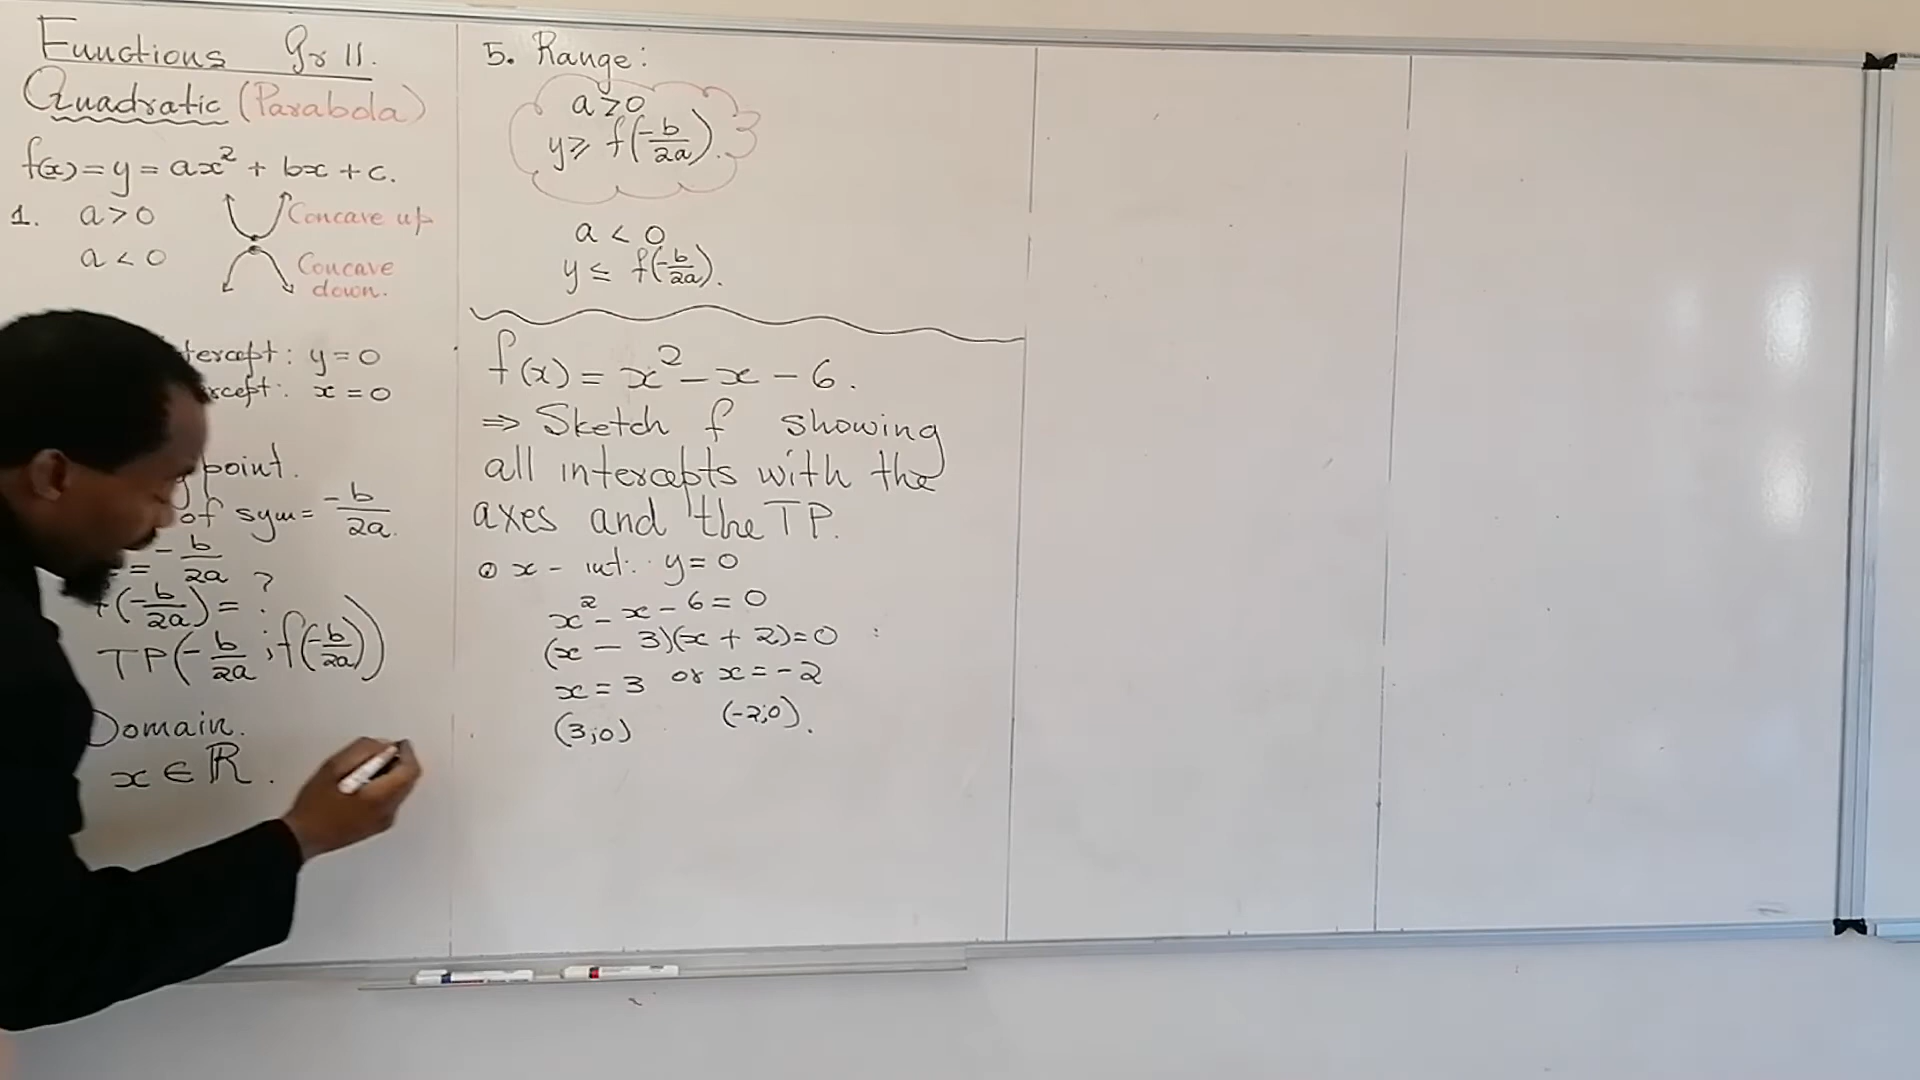 Functions Gr 11.
Quadratic (Parabola)
f(x) = y = ax² + bx + c.
1. a > 0 Concave up
a < 0 Concave down.
tercept: y = 0
rcept: x = 0
point.
of sym = -b/2a.
= -b/2a
f(-b/2a) = ?
TP(-b/2a ; f(-b/2a))
Domain.
x ∈ ℝ.
5. Range:
a > 0
y ⩾ f(-b/2a).
a < 0
y ≤ f(-b/2a).
f(x) = x² - x - 6.
⇒ Sketch f showing
all intercepts with the
axes and the TP.
x - int: y = 0
x² - x - 6 = 0
(x - 3)(x + 2) = 0
x = 3 or x = -2
(3;0) (-2;0).